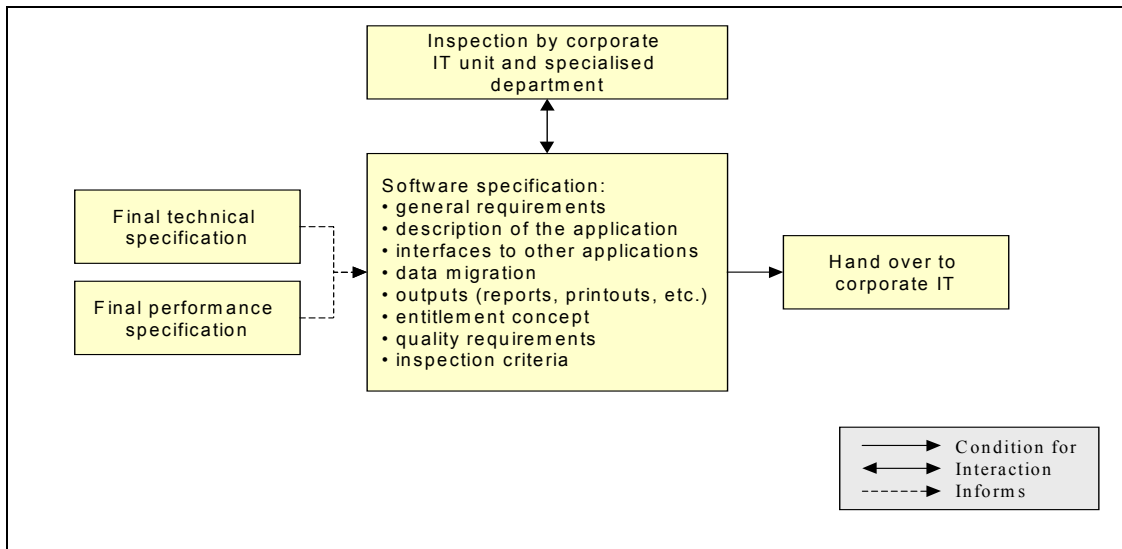 Inspection by corporate
IT unit and specialised
department
Final technical
specification
Final performance
specification
Software specification:
• general requirements
• description of the application
• interfaces to other applications
• data migration
• outputs (reports, printouts, etc.)
• entitlement concept
• quality requirements
• inspection criteria
Hand over to
corporate IT
Condition for
Interaction
Informs